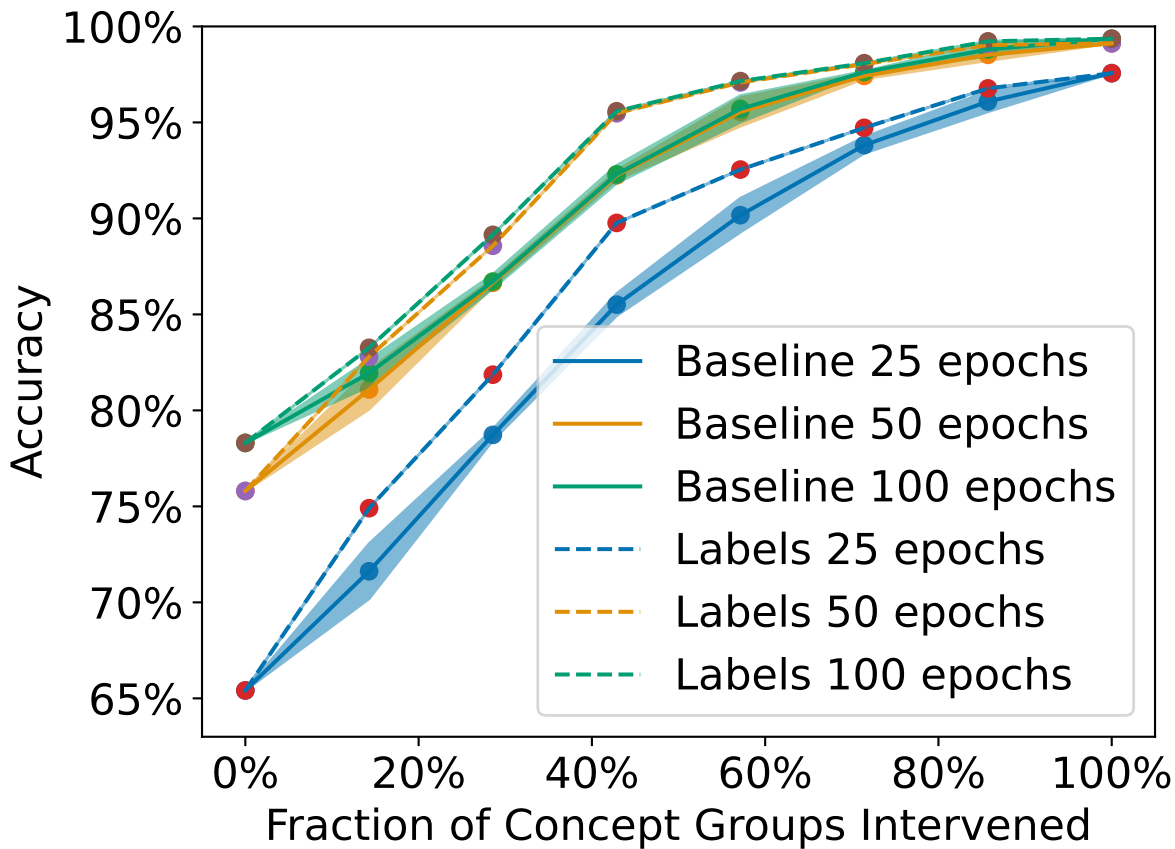 100%
95%
90%
85%
80%
75%
70%
65%
Accuracy
Baseline 25 epochs
Baseline 50 epochs
Baseline 100 epochs
Labels 25 epochs
Labels 50 epochs
Labels 100 epochs
0% 20% 40% 60% 80% 100%
Fraction of Concept Groups Intervened